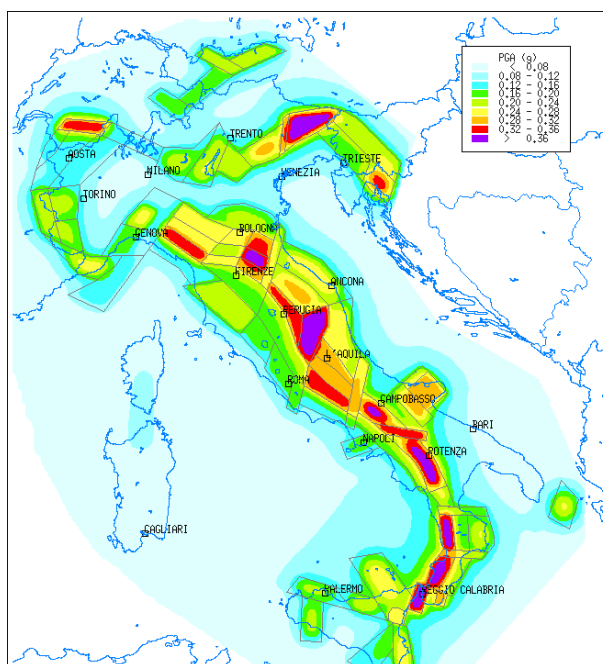 PGA (g)
< 0.08
0.08 - 0.12
0.12 - 0.16
0.16 - 0.20
0.20 - 0.24
0.24 - 0.28
0.28 - 0.32
0.32 - 0.36
> 0.36
TRENTO
AOSTA
TRIESTE
MILANO
VENEZIA
TORINO
BOLOGNA
GENOVA
FIRENZE
ANCONA
PERUGIA
L'AQUILA
ROMA
CAMPOBASSO
BARI
NAPOLI
POTENZA
CAGLIARI
PALERMO
REGGIO CALABRIA